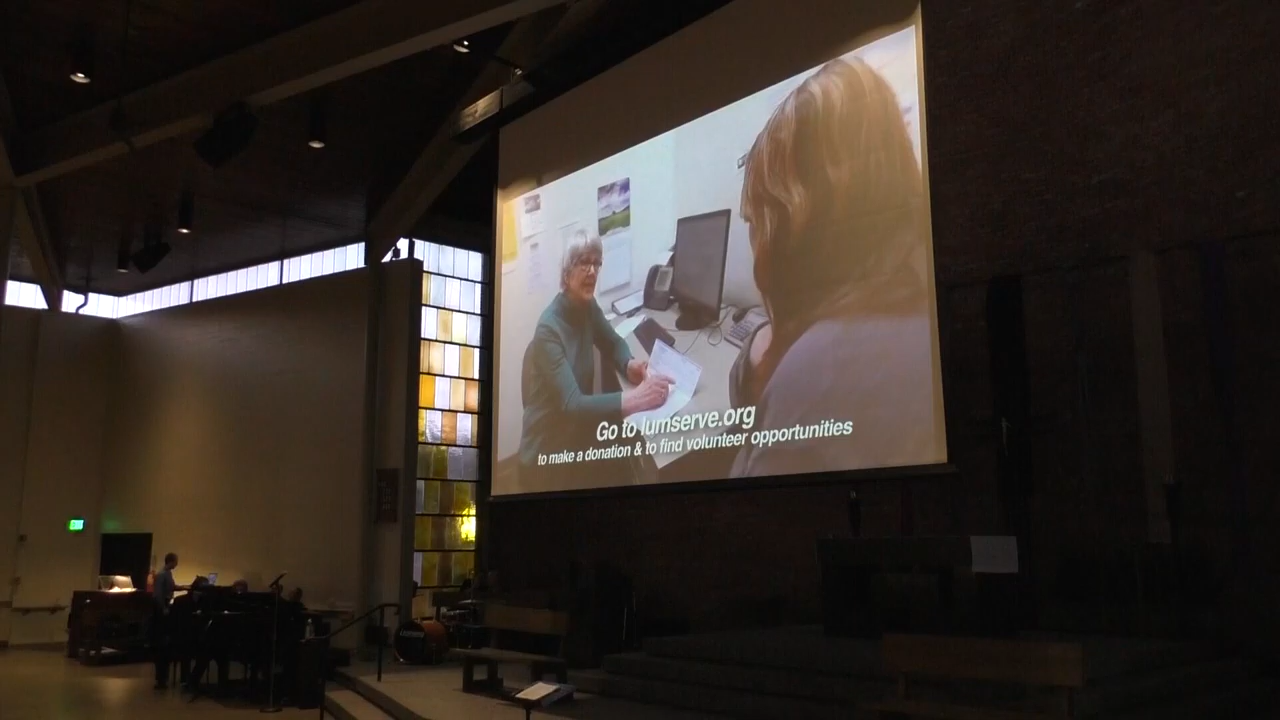 Go to lumserve.org
to make a donation & to find volunteer opportunities